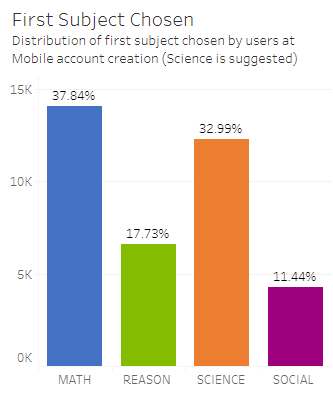 First Subject Chosen
Distribution of first subject chosen by users at
Mobile account creation (Science is suggested)
15K
10K
5K
0K
37.84%
17.73%
32.99%
11.44%
MATH
REASON
SCIENCE
SOCIAL